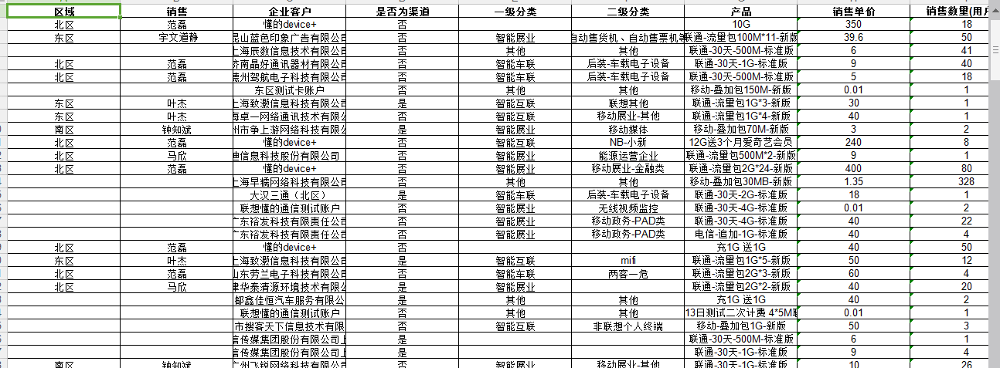 区域 销售 企业客户 是否为渠道 一级分类 二级分类 产品 销售单价 销售数量(用户
北区 范磊 懂的device+ 否 10G 350 18
东区 宇文道静 昆山蓝色印象广告有限公司 否 智能展业 自动售货机、自动售票机等 联通-流量包100M*11-新版 39.6 50
上海辰数信息技术有限公司 否 其他 其他 联通-30天-500M-标准版 6 41
北区 范磊 济南晶好通讯器材有限公 否 智能车联 后装-车载电子设备 联通-30天-1G-标准版 9 40
北区 范磊 德州驾航电子科技有限公 否 智能车联 后装-车载电子设备 联通-30天-500M-标准版 5 18
东区测试卡账户 否 其他 其他 移动-叠加包150M-新版 0.01 1
东区 叶杰 上海致灏信息科技有限公 是 智能互联 联想其他 联通-流量包1G*3-新版 30 1
东区 叶杰 海卓一网络通讯技术有限公 否 智能互联 移动展业-其他 联通-流量包1G*4-新版 40 1
南区 钟知斌 州市争上游网络科技有限公 是 智能展业 移动媒体 移动-叠加包70M-新版 3 2
北区 范磊 懂的device+ 否 智能互联 NB-小新 12G送3个月爱奇艺会员 240 8
北区 马欣 迪信息科技股份有限公司 否 智能展业 能源运营企业 联通-流量包500M*2-新版 9 1
北区 范磊 懂的device+ 否 智能展业 移动展业-金融类 联通-流量包2G*24-新版 400 80
上海早糯网络科技有限公 否 其他 其他 移动-叠加包30MB-新版 1.35 328
大汉三通（北区） 是 智能车联 后装-车载电子设备 联通-30天-2G-标准版 18 1
联想懂的通信测试账户 否 智能展业 无线视频监控 联通-30天-4G-标准版 0.01 2
广东裕发科技有限责任公司 否 智能展业 移动政务-PAD类 联通-30天-4G-标准版 40 22
广东裕发科技有限责任公司 否 智能展业 移动政务-PAD类 电信-追加-1G-标准版 40 4
北区 范磊 懂的device+ 否 充1G 送1G 40 50
东区 叶杰 上海致灏信息科技有限公 是 智能互联 mifi 联通-流量包1G*5-新版 50 12
北区 范磊 山东劳兰电子科技有限公 否 智能车联 两客一危 联通-流量包2G*3-新版 60 4
北区 马欣 津华泰清源环境技术有限公 是 智能展业 联通-流量包2G*2-新版 40 20
都鑫佳恒汽车服务有限公 是 其他 其他 充1G 送1G 40 2
联想懂的通信测试账户 否 其他 其他 13日测试二次计费 4*5M 0.01 1
市搜客天下信息技术有限 否 智能互联 非联想个人终端 移动-叠加包1G-新版 50 3
信传媒集团股份有限公司上 是 联通-30天-500M-标准版 6 1
信传媒集团股份有限公司上 是 联通-30天-1G-标准版 9 4
南区 钟知斌 广州飞锐网络科技有限公 否 智能展业 移动展业-其他 联通-30天-1G-标准版 10 26